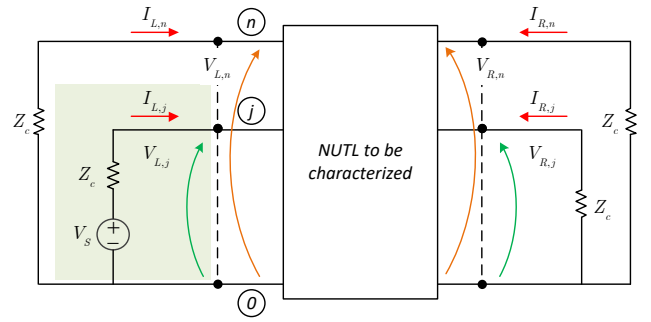 I_{L,n}
n
I_{R,n}
V_{L,n}
V_{R,n}
I_{L,j}
j
I_{R,j}
Z_c
Z_c
V_{L,j}
NUTL to be
characterized
V_{R,j}
Z_c
Z_c
V_S
+
−
0